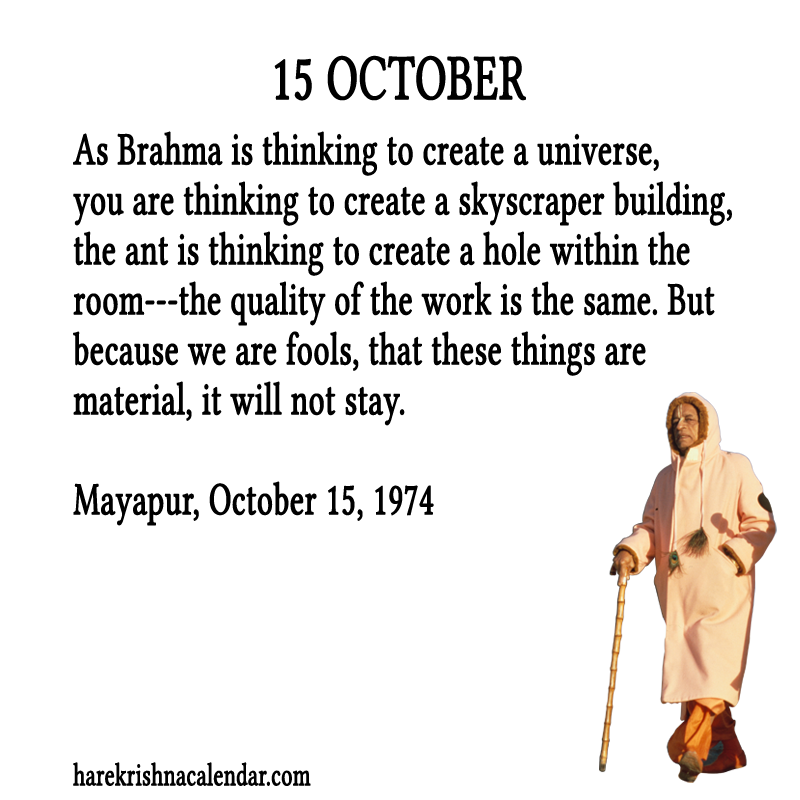 15 OCTOBER
As Brahma is thinking to create a universe,
you are thinking to create a skyscraper building,
the ant is thinking to create a hole within the
room---the quality of the work is the same. But
because we are fools, that these things are
material, it will not stay.
Mayapur, October 15, 1974
harekrishnacalendar.com